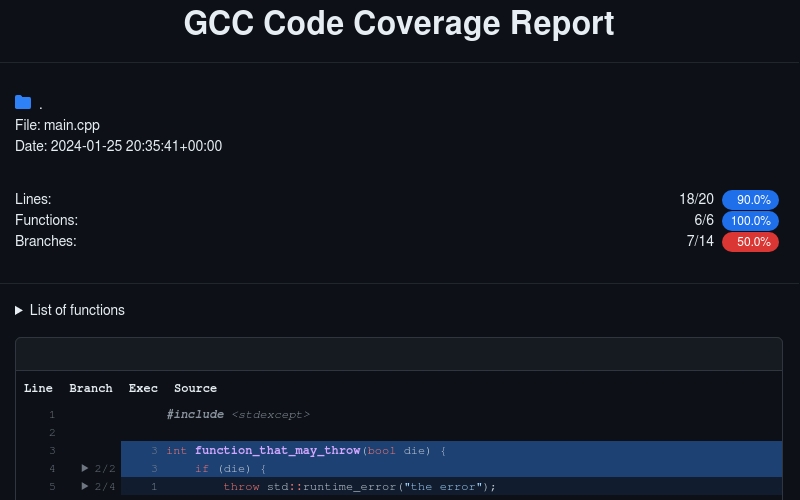 GCC Code Coverage Report
.
File: main.cpp
Date: 2024-01-25 20:35:41+00:00
Lines: 18/20 90.0%
Functions: 6/6 100.0%
Branches: 7/14 50.0%
▶ List of functions
Line Branch Exec Source
1 #include <stdexcept>
2
3 3 int function_that_may_throw(bool die) {
4 ▶ 2/2 3 if (die) {
5 ▶ 2/4 1 throw std::runtime_error("the error");